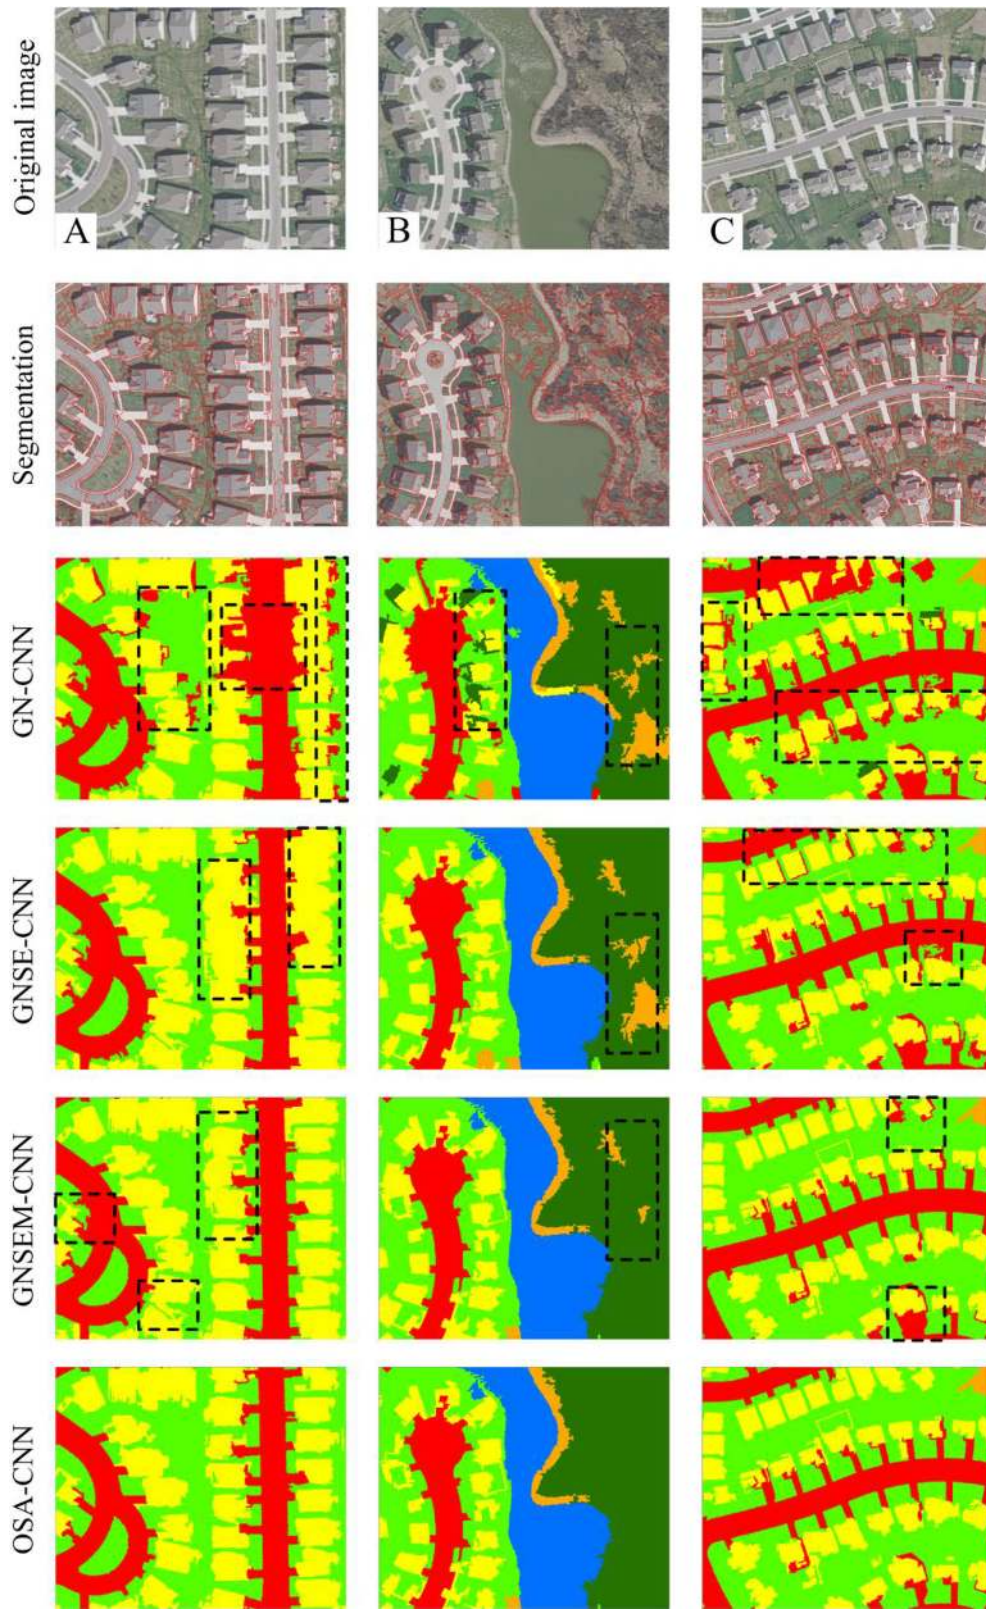 Original image
A
B
C
Segmentation
GN-CNN
GNSE-CNN
GNSEM-CNN
OSA-CNN